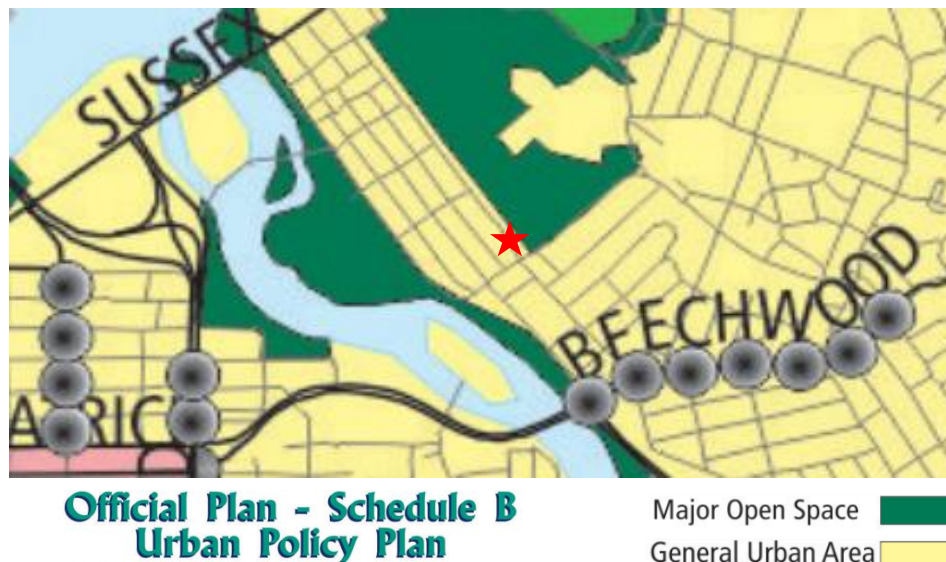 SUSSEX
BEECHWOOD
Official Plan - Schedule B
Urban Policy Plan
Major Open Space
General Urban Area